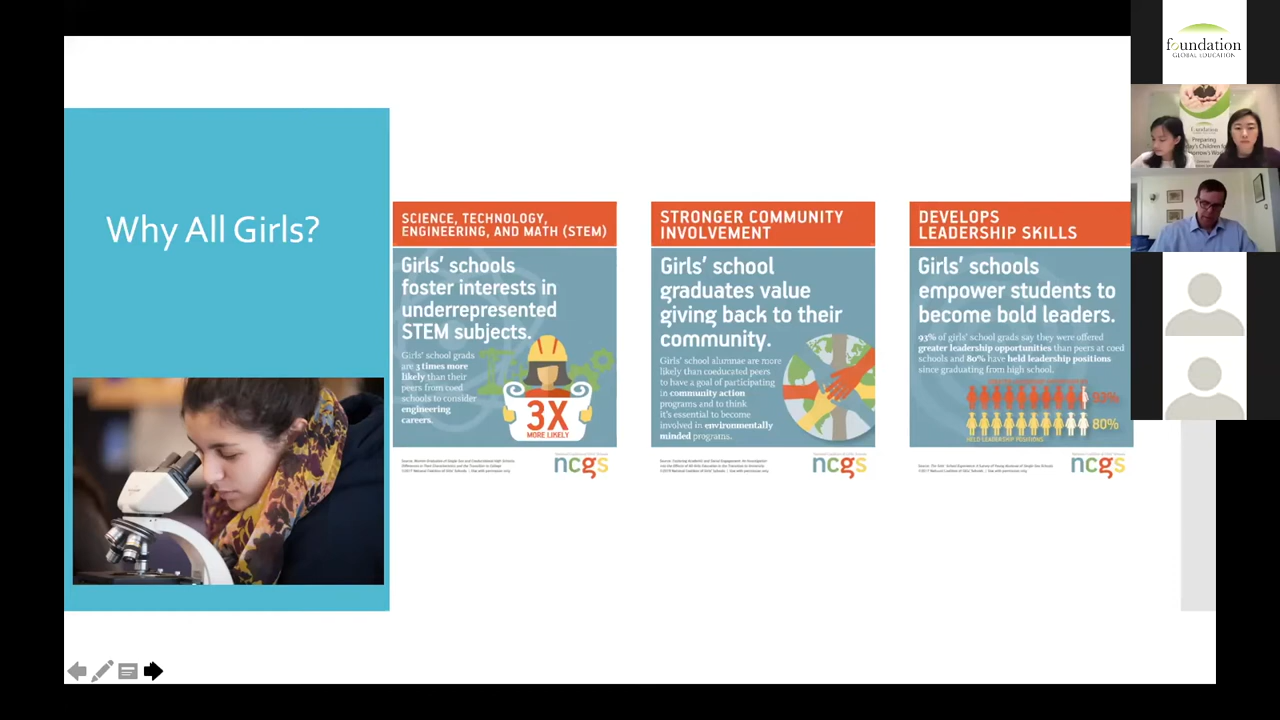 Why All Girls?
SCIENCE, TECHNOLOGY,
ENGINEERING, AND MATH (STEM)
Girls' schools
foster interests in
underrepresented
STEM subjects.
Girls' school grads
are 3 times more
likely than their
peers from coed
schools to consider
engineering
careers.
3X
MORE LIKELY
ncgs
STRONGER COMMUNITY
INVOLVEMENT
Girls' school
graduates value
giving back to their
community.
Girls' school alumnae are more
likely than coeducated peers
to have a goal of participating
in community action
programs and to think
it's essential to become
involved in environmentally
minded programs.
ncgs
DEVELOPS
LEADERSHIP SKILLS
Girls' schools
empower students to
become bold leaders.
93% of girls' school grads say they were offered
greater leadership opportunities than peers at coed
schools and 80% have held leadership positions
since graduating from high school.
93%
80%
HELD LEADERSHIP POSITIONS
ncgs
foundation
GLOBAL EDUCATION
foundation
Preparing